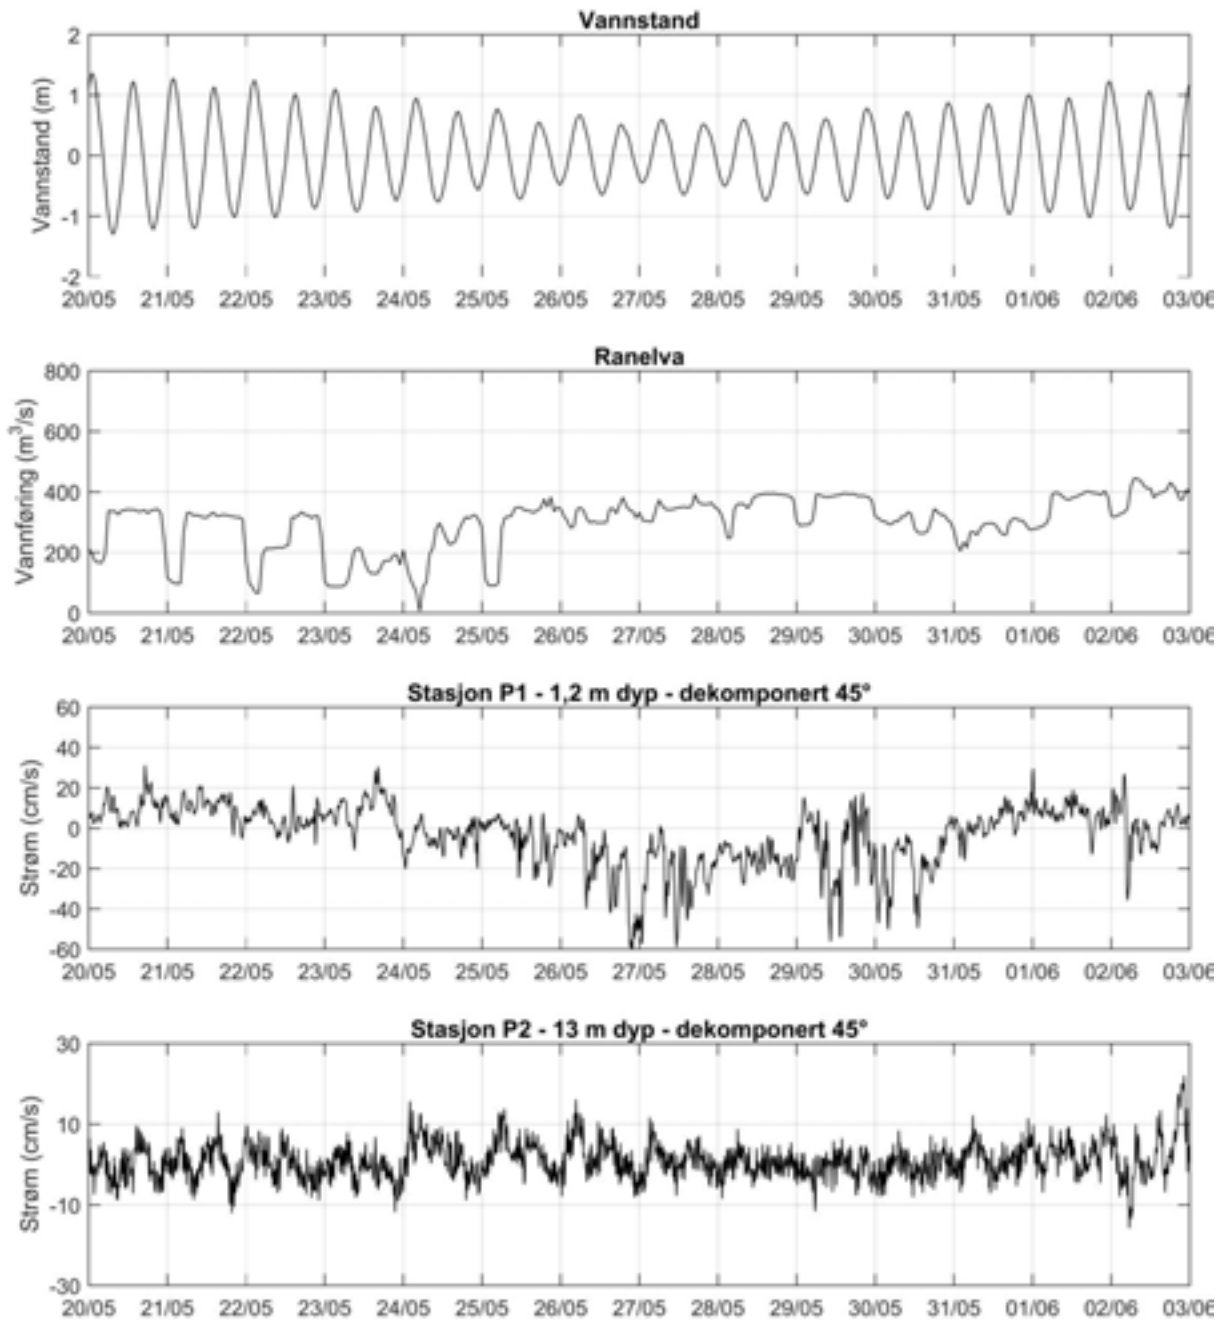 Vannstand
Vannstand (m)
2
1
0
-1
-2
20/05 21/05 22/05 23/05 24/05 25/05 26/05 27/05 28/05 29/05 30/05 31/05 01/06 02/06 03/06
Ranelva
Vannføring (m³/s)
800
600
400
200
0
20/05 21/05 22/05 23/05 24/05 25/05 26/05 27/05 28/05 29/05 30/05 31/05 01/06 02/06 03/06
Stasjon P1 - 1,2 m dyp - dekomponert 45°
Strøm (cm/s)
60
40
20
0
-20
-40
-60
20/05 21/05 22/05 23/05 24/05 25/05 26/05 27/05 28/05 29/05 30/05 31/05 01/06 02/06 03/06
Stasjon P2 - 13 m dyp - dekomponert 45°
Strøm (cm/s)
30
10
-10
-30
20/05 21/05 22/05 23/05 24/05 25/05 26/05 27/05 28/05 29/05 30/05 31/05 01/06 02/06 03/06